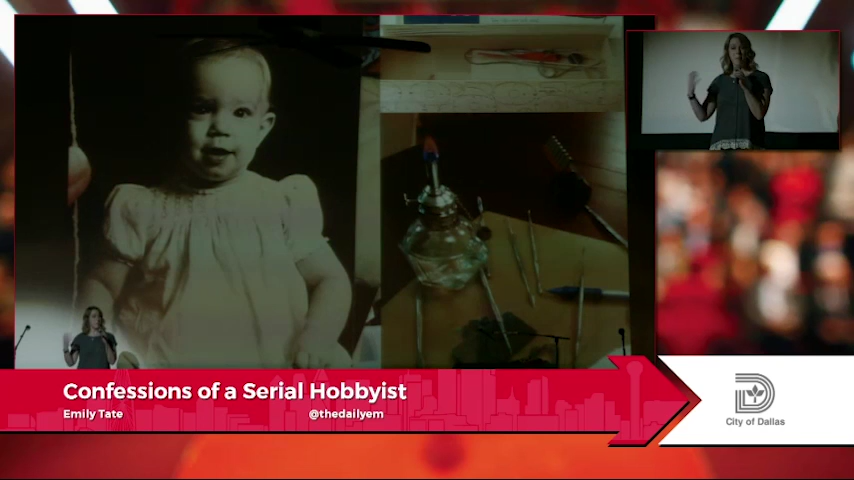 Confessions of a Serial Hobbyist
Emily Tate @thedailyem
City of Dallas